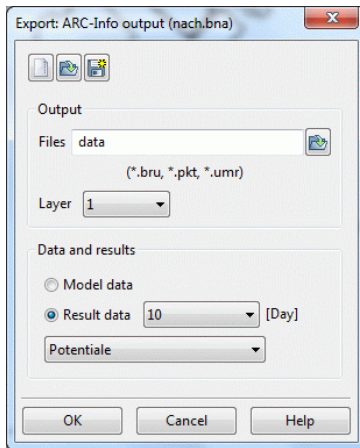 Export: ARC-Info output (nach.bna)
Output
Files data
(*.bru, *.pkt, *.umr)
Layer 1
Data and results
Model data
Result data 10 [Day]
Potentiale
OK Cancel Help